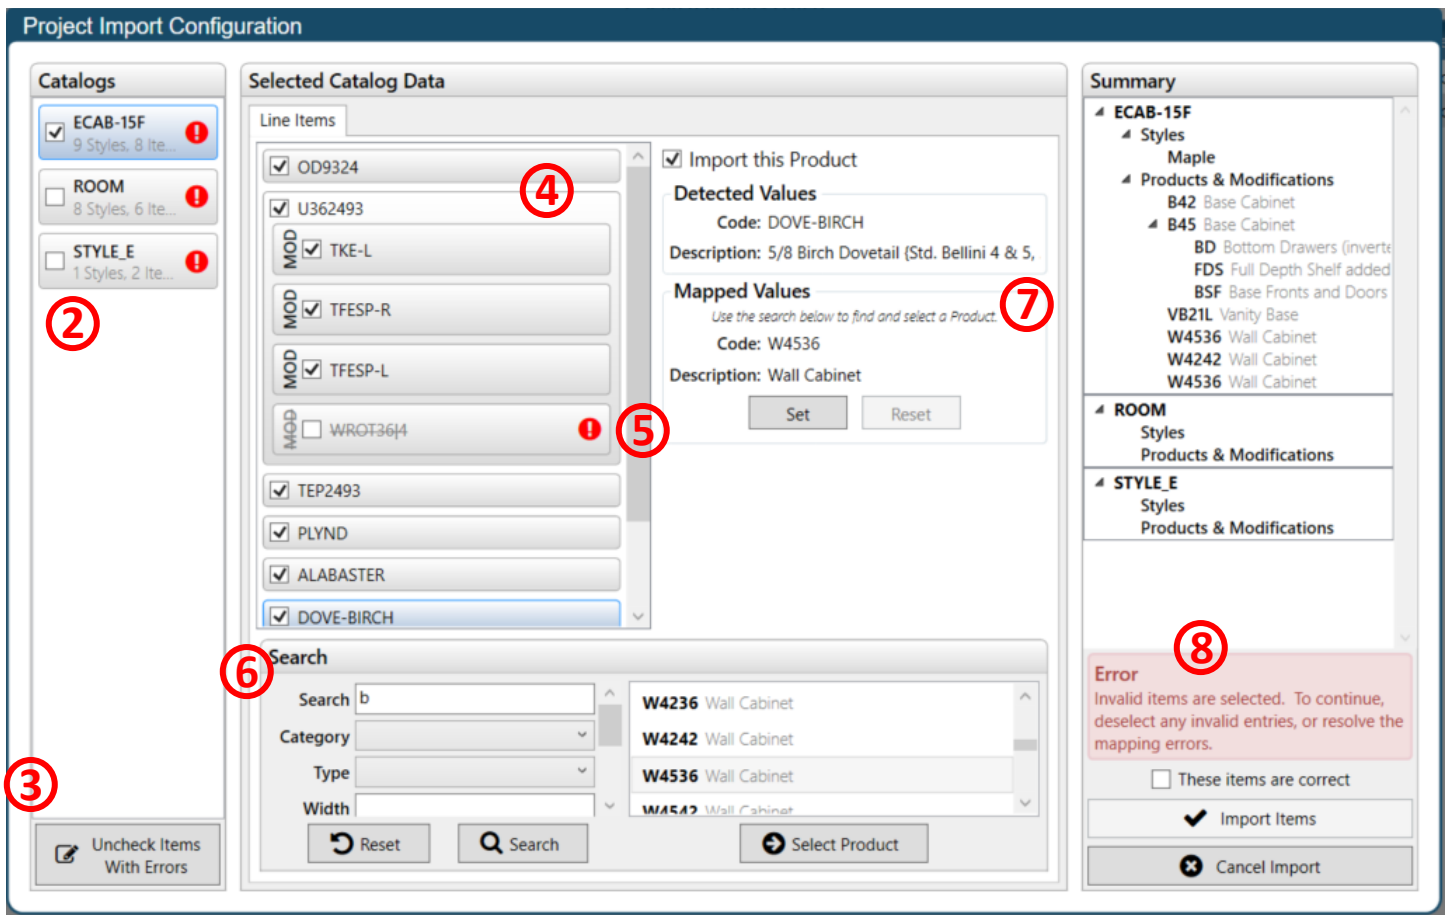 Project Import Configuration
Catalogs
ECAB-15F
9 Styles, 8 Ite...
ROOM
8 Styles, 6 Ite...
STYLE_E
1 Styles, 2 Ite...
2
3
Uncheck Items
With Errors
Selected Catalog Data
Line Items
OD9324
4
U362493
MOD TKE-L
MOD TFESP-R
MOD TFESP-L
MOD WROT36|4
5
TEP2493
PLYND
ALABASTER
DOVE-BIRCH
Import this Product
Detected Values
Code: DOVE-BIRCH
Description: 5/8 Birch Dovetail (Std. Bellini 4 & 5,
Mapped Values
7
Use the search below to find and select a Product.
Code: W4536
Description: Wall Cabinet
Set Reset
6
Search
Search b
Category
Type
Width
Reset Search
W4236 Wall Cabinet
W4242 Wall Cabinet
W4536 Wall Cabinet
W4542 Wall Cabinet
Select Product
Summary
ECAB-15F
Styles
Maple
Products & Modifications
B42 Base Cabinet
B45 Base Cabinet
BD Bottom Drawers (inverte
FDS Full Depth Shelf added
BSF Base Fronts and Doors
VB21L Vanity Base
W4536 Wall Cabinet
W4242 Wall Cabinet
W4536 Wall Cabinet
ROOM
Styles
Products & Modifications
STYLE_E
Styles
Products & Modifications
8
Error
Invalid items are selected. To continue,
deselect any invalid entries, or resolve the
mapping errors.
These items are correct
Import Items
Cancel Import